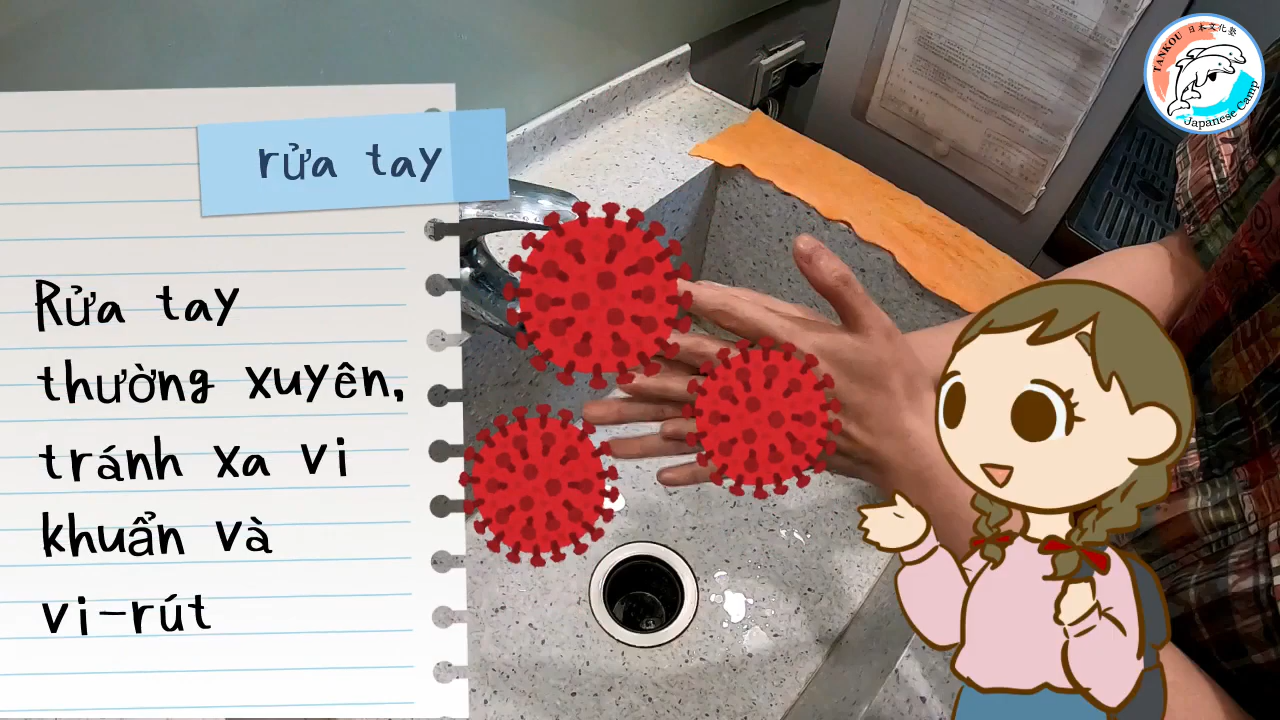 rửa tay
Rửa tay
thường xuyên,
tránh xa vi
khuẩn và
vi-rút
TANKOU 日本文化塾
Japanese Camp